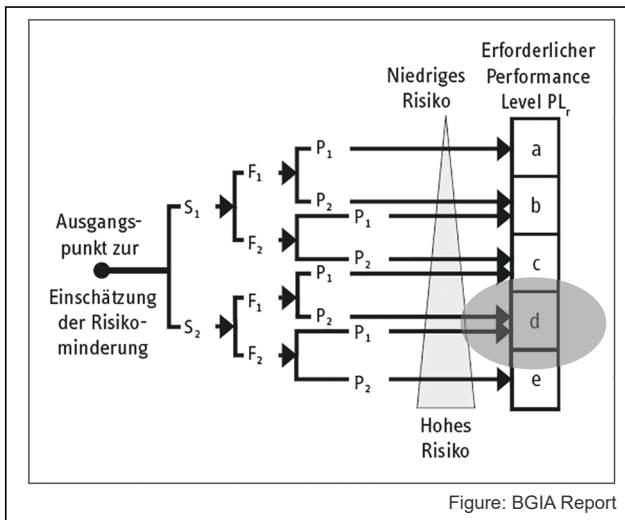 Niedriges
Risiko
Erforderlicher
Performance
Level PLr
Ausgangs-
punkt zur
Einschätzung
der Risiko-
minderung
S1
S2
F1
F2
F1
F2
P1
P2
P1
P2
P1
P2
P1
P2
a
b
c
d
e
Hohes
Risiko
Figure: BGIA Report